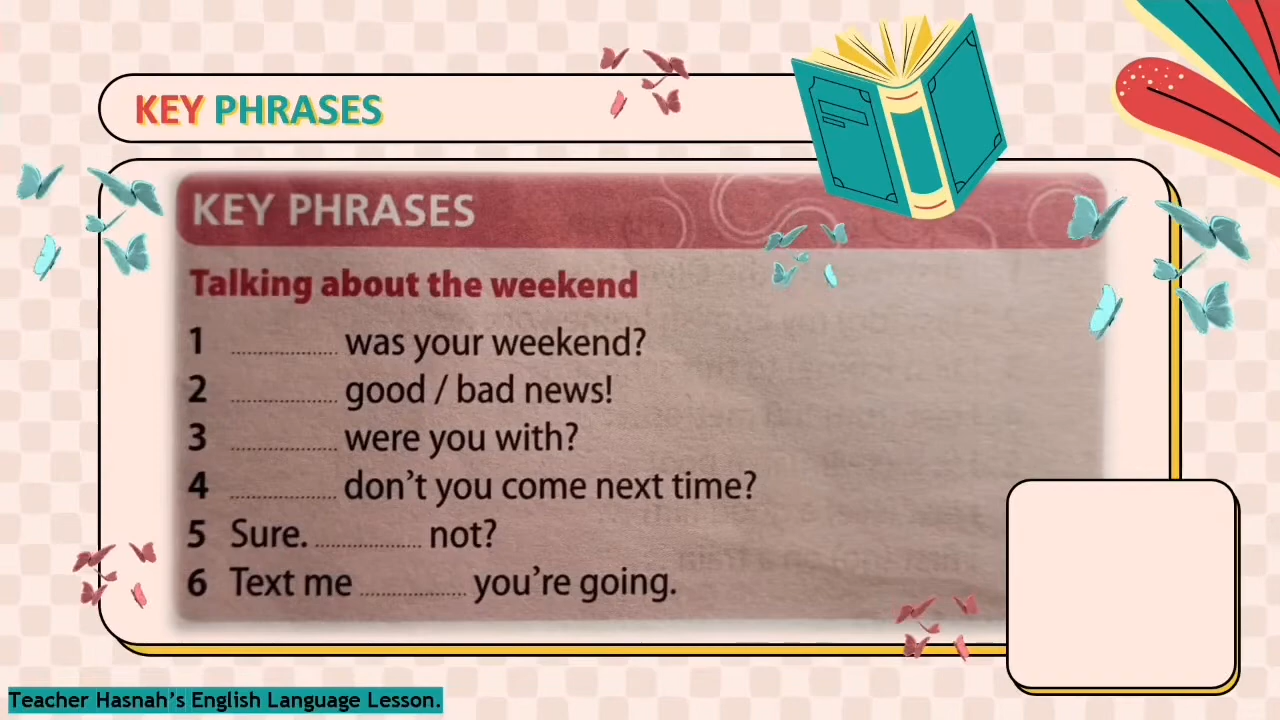 KEY PHRASES
KEY PHRASES
Talking about the weekend
1 ............... was your weekend?
2 ............... good / bad news!
3 ............... were you with?
4 ............... don't you come next time?
5 Sure. ............... not?
6 Text me ............... you're going.
Teacher Hasnah's English Language Lesson.